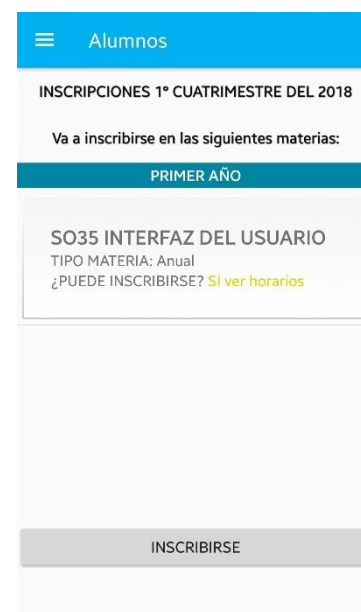 Alumnos
INSCRIPCIONES 1° CUATRIMESTRE DEL 2018
Va a inscribirse en las siguientes materias:
PRIMER AÑO
SO35 INTERFAZ DEL USUARIO
TIPO MATERIA: Anual
¿PUEDE INSCRIBIRSE? SI ver horarios
INSCRIBIRSE